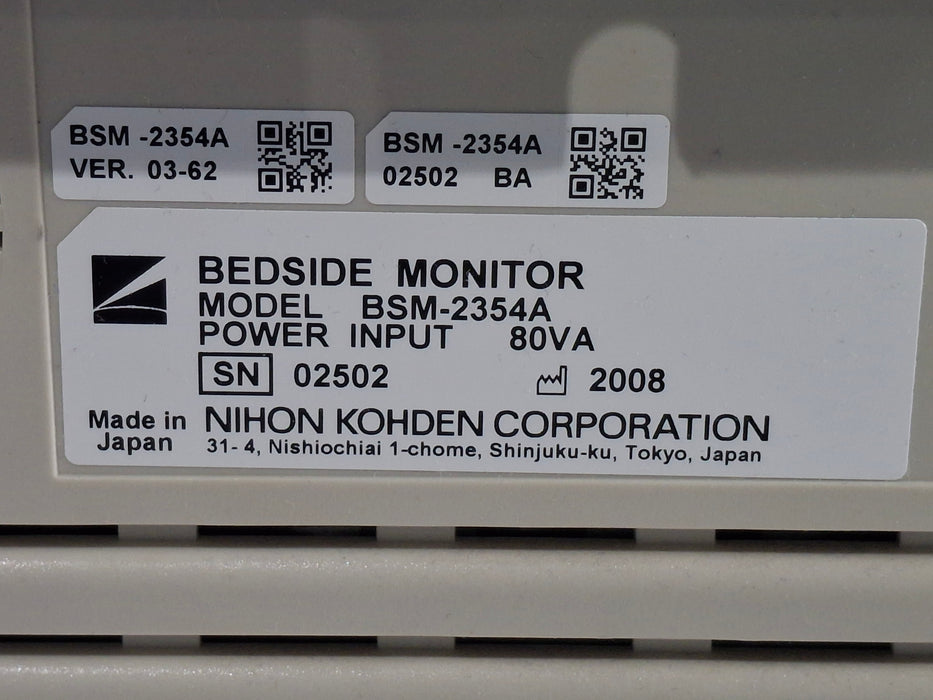 BSM -2354A
VER. 03-62
BSM -2354A
02502 BA
BEDSIDE MONITOR
MODEL BSM-2354A
POWER INPUT 80VA
SN 02502 2008
Made in Japan
NIHON KOHDEN CORPORATION
31- 4, Nishiochiai 1-chome, Shinjuku-ku, Tokyo, Japan